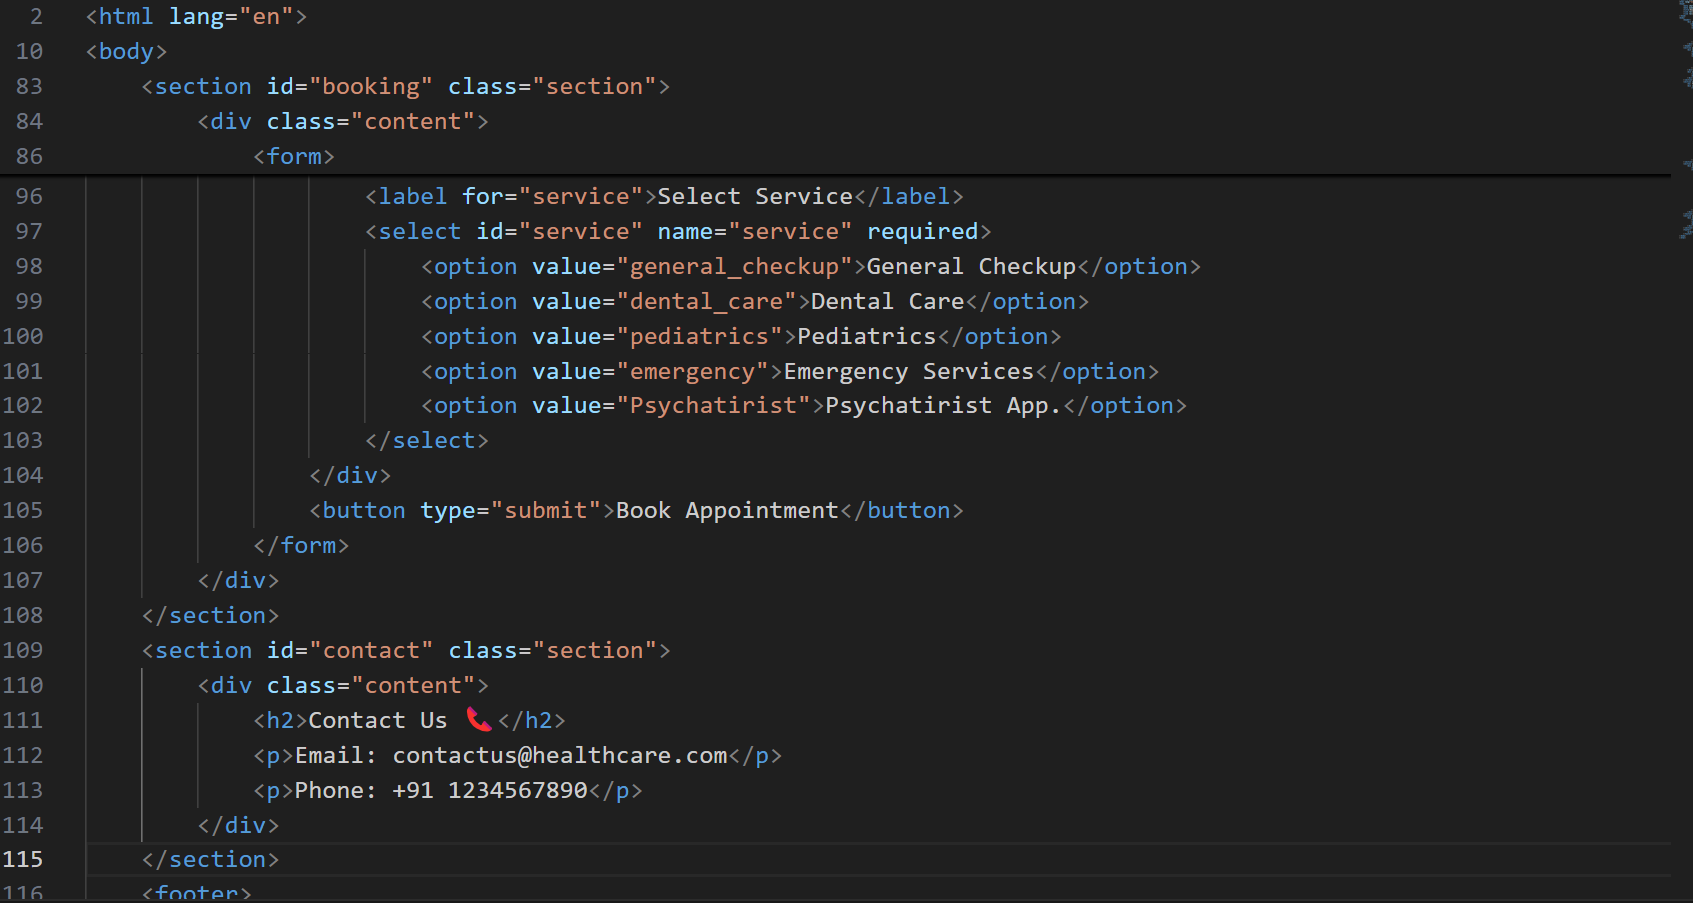 2 <html lang="en">
10 <body>
83 <section id="booking" class="section">
84 <div class="content">
86 <form>
96 <label for="service">Select Service</label>
97 <select id="service" name="service" required>
98 <option value="general_checkup">General Checkup</option>
99 <option value="dental_care">Dental Care</option>
100 <option value="pediatrics">Pediatrics</option>
101 <option value="emergency">Emergency Services</option>
102 <option value="Psychatirist">Psychatirist App.</option>
103 </select>
104 </div>
105 <button type="submit">Book Appointment</button>
106 </form>
107 </div>
108 </section>
109 <section id="contact" class="section">
110 <div class="content">
111 <h2>Contact Us 📞</h2>
112 <p>Email: contactus@healthcare.com</p>
113 <p>Phone: +91 1234567890</p>
114 </div>
115 </section>
116 <footer>